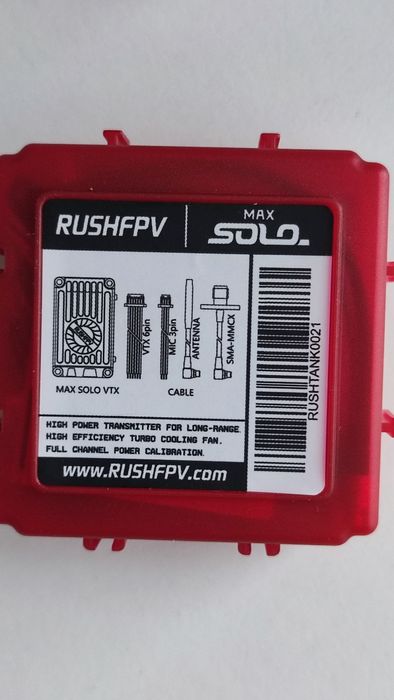 RUSHFPV
MAX
SOLO
VTX 6pin
MIC 3pin
ANTENNA
SMA-MMCX
MAX SOLO VTX
CABLE
RUSHTANK0021
HIGH POWER TRANSMITTER FOR LONG-RANGE.
HIGH EFFICIENCY TURBO COOLING FAN.
FULL CHANNEL POWER CALIBRATION.
www.RUSHFPV.com